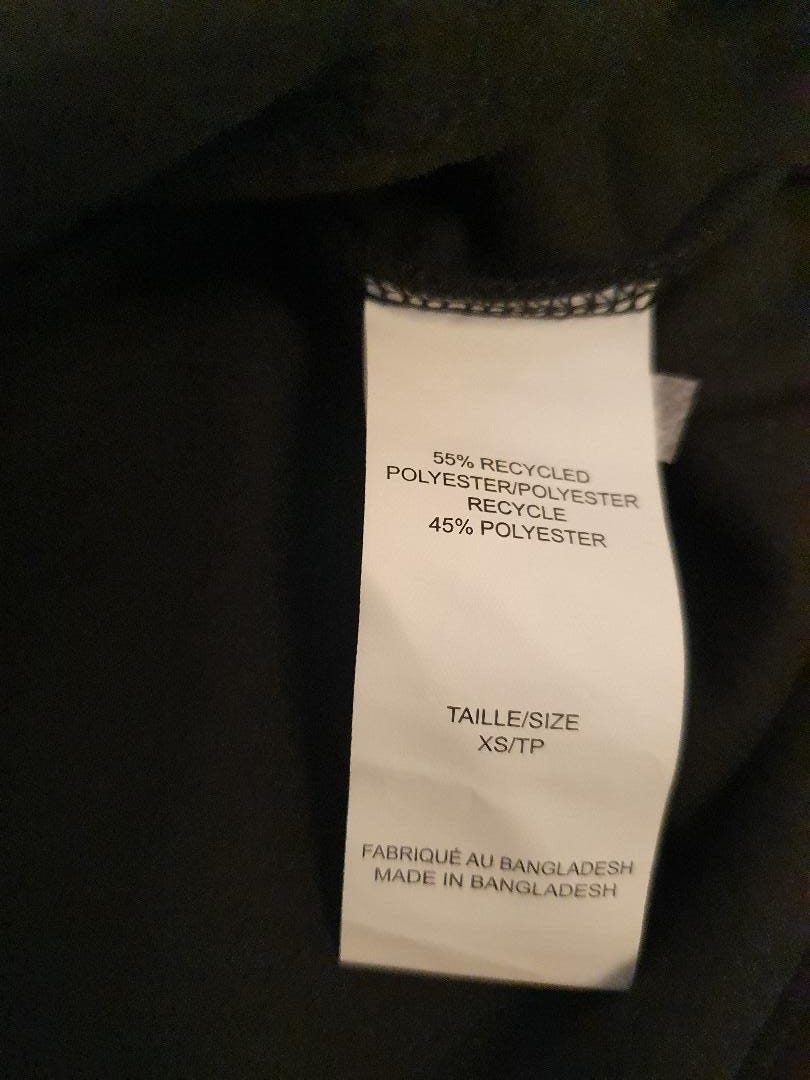 55% RECYCLED
POLYESTER/POLYESTER
RECYCLE
45% POLYESTER
TAILLE/SIZE
XS/TP
FABRIQUÉ AU BANGLADESH
MADE IN BANGLADESH